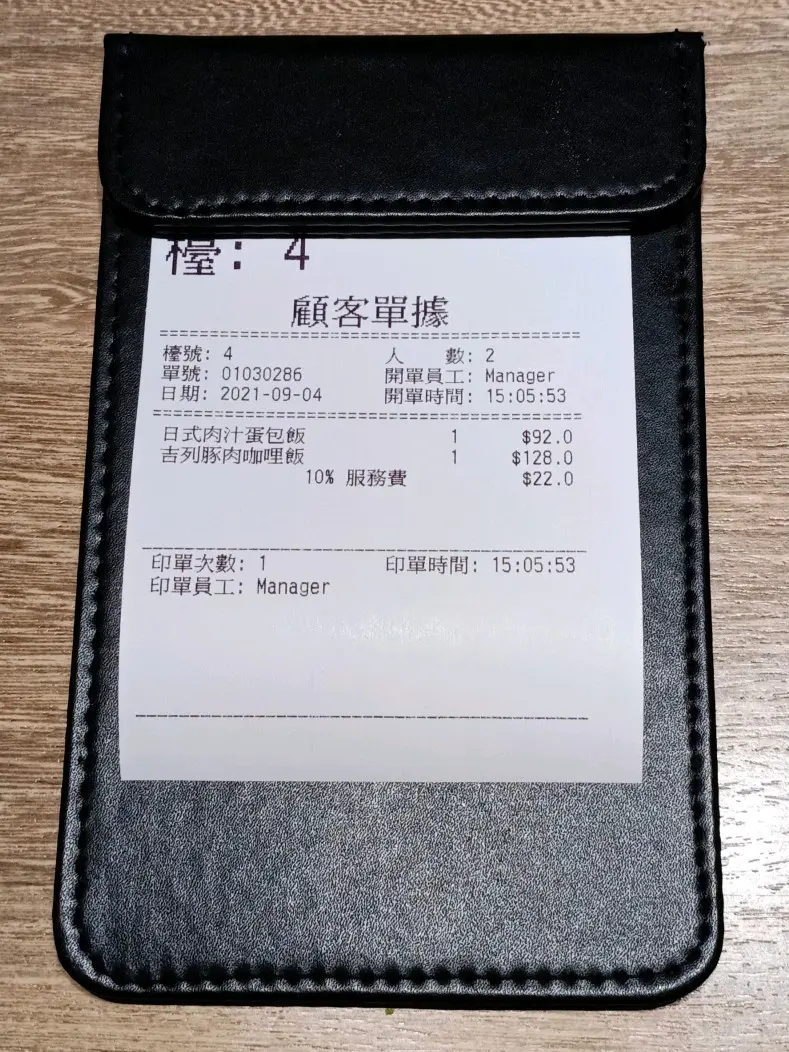 檯: 4
顧客單據
檯號: 4 人 數: 2
單號: 01030286 開單員工: Manager
日期: 2021-09-04 開單時間: 15:05:53
日式肉汁蛋包飯 1 $92.0
吉列豚肉咖哩飯 1 $128.0
10% 服務費 $22.0
印單次數: 1 印單時間: 15:05:53
印單員工: Manager